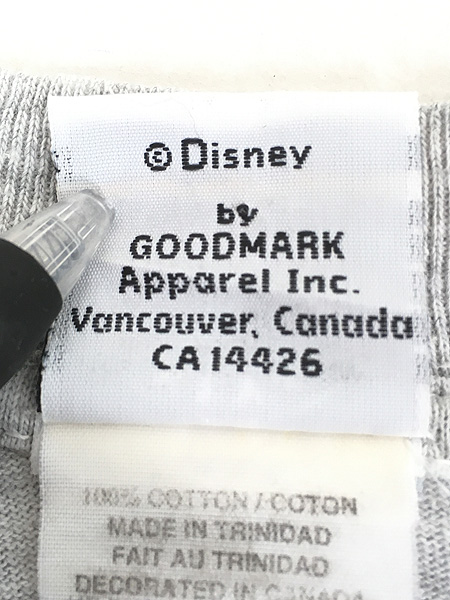 ©Disney
by
GOODMARK
Apparel Inc.
Vancouver, Canada
CA 14426
100% COTTON / COTON
MADE IN TRINIDAD
FAIT AU TRINIDAD
DECORATED IN CANADA